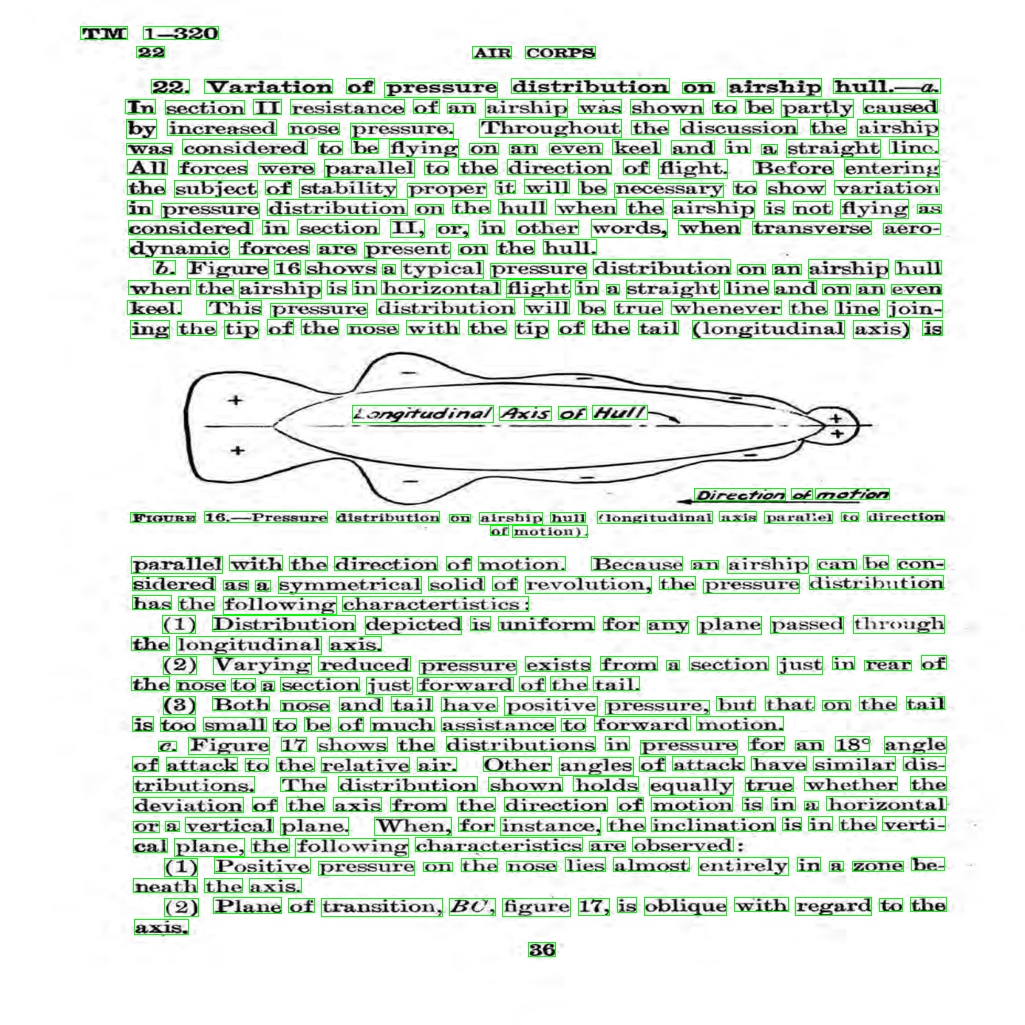 TM 1–320
22
AIR CORPS
22. Variation of pressure distribution on airship hull.—a.
In section II resistance of an airship was shown to be partly caused
by increased nose pressure. Throughout the discussion the airship
was considered to be flying on an even keel and in a straight line.
All forces were parallel to the direction of flight. Before entering
the subject of stability proper it will be necessary to show variation
in pressure distribution on the hull when the airship is not flying as
considered in section II, or, in other words, when transverse aero-
dynamic forces are present on the hull.
b. Figure 16 shows a typical pressure distribution on an airship hull
when the airship is in horizontal flight in a straight line and on an even
keel. This pressure distribution will be true whenever the line join-
ing the tip of the nose with the tip of the tail (longitudinal axis) is
Longitudinal Axis of Hull
Direction of motion
FIGURE 16.—Pressure distribution on airship hull (longitudinal axis parallel to direction
of motion).
parallel with the direction of motion. Because an airship can be con-
sidered as a symmetrical solid of revolution, the pressure distribution
has the following charactertistics:
(1) Distribution depicted is uniform for any plane passed through
the longitudinal axis.
(2) Varying reduced pressure exists from a section just in rear of
the nose to a section just forward of the tail.
(3) Both nose and tail have positive pressure, but that on the tail
is too small to be of much assistance to forward motion.
c. Figure 17 shows the distributions in pressure for an 18° angle
of attack to the relative air. Other angles of attack have similar dis-
tributions. The distribution shown holds equally true whether the
deviation of the axis from the direction of motion is in a horizontal
or a vertical plane. When, for instance, the inclination is in the verti-
cal plane, the following characteristics are observed:
(1) Positive pressure on the nose lies almost entirely in a zone be-
neath the axis.
(2) Plane of transition, BC, figure 17, is oblique with regard to the
axis.
36